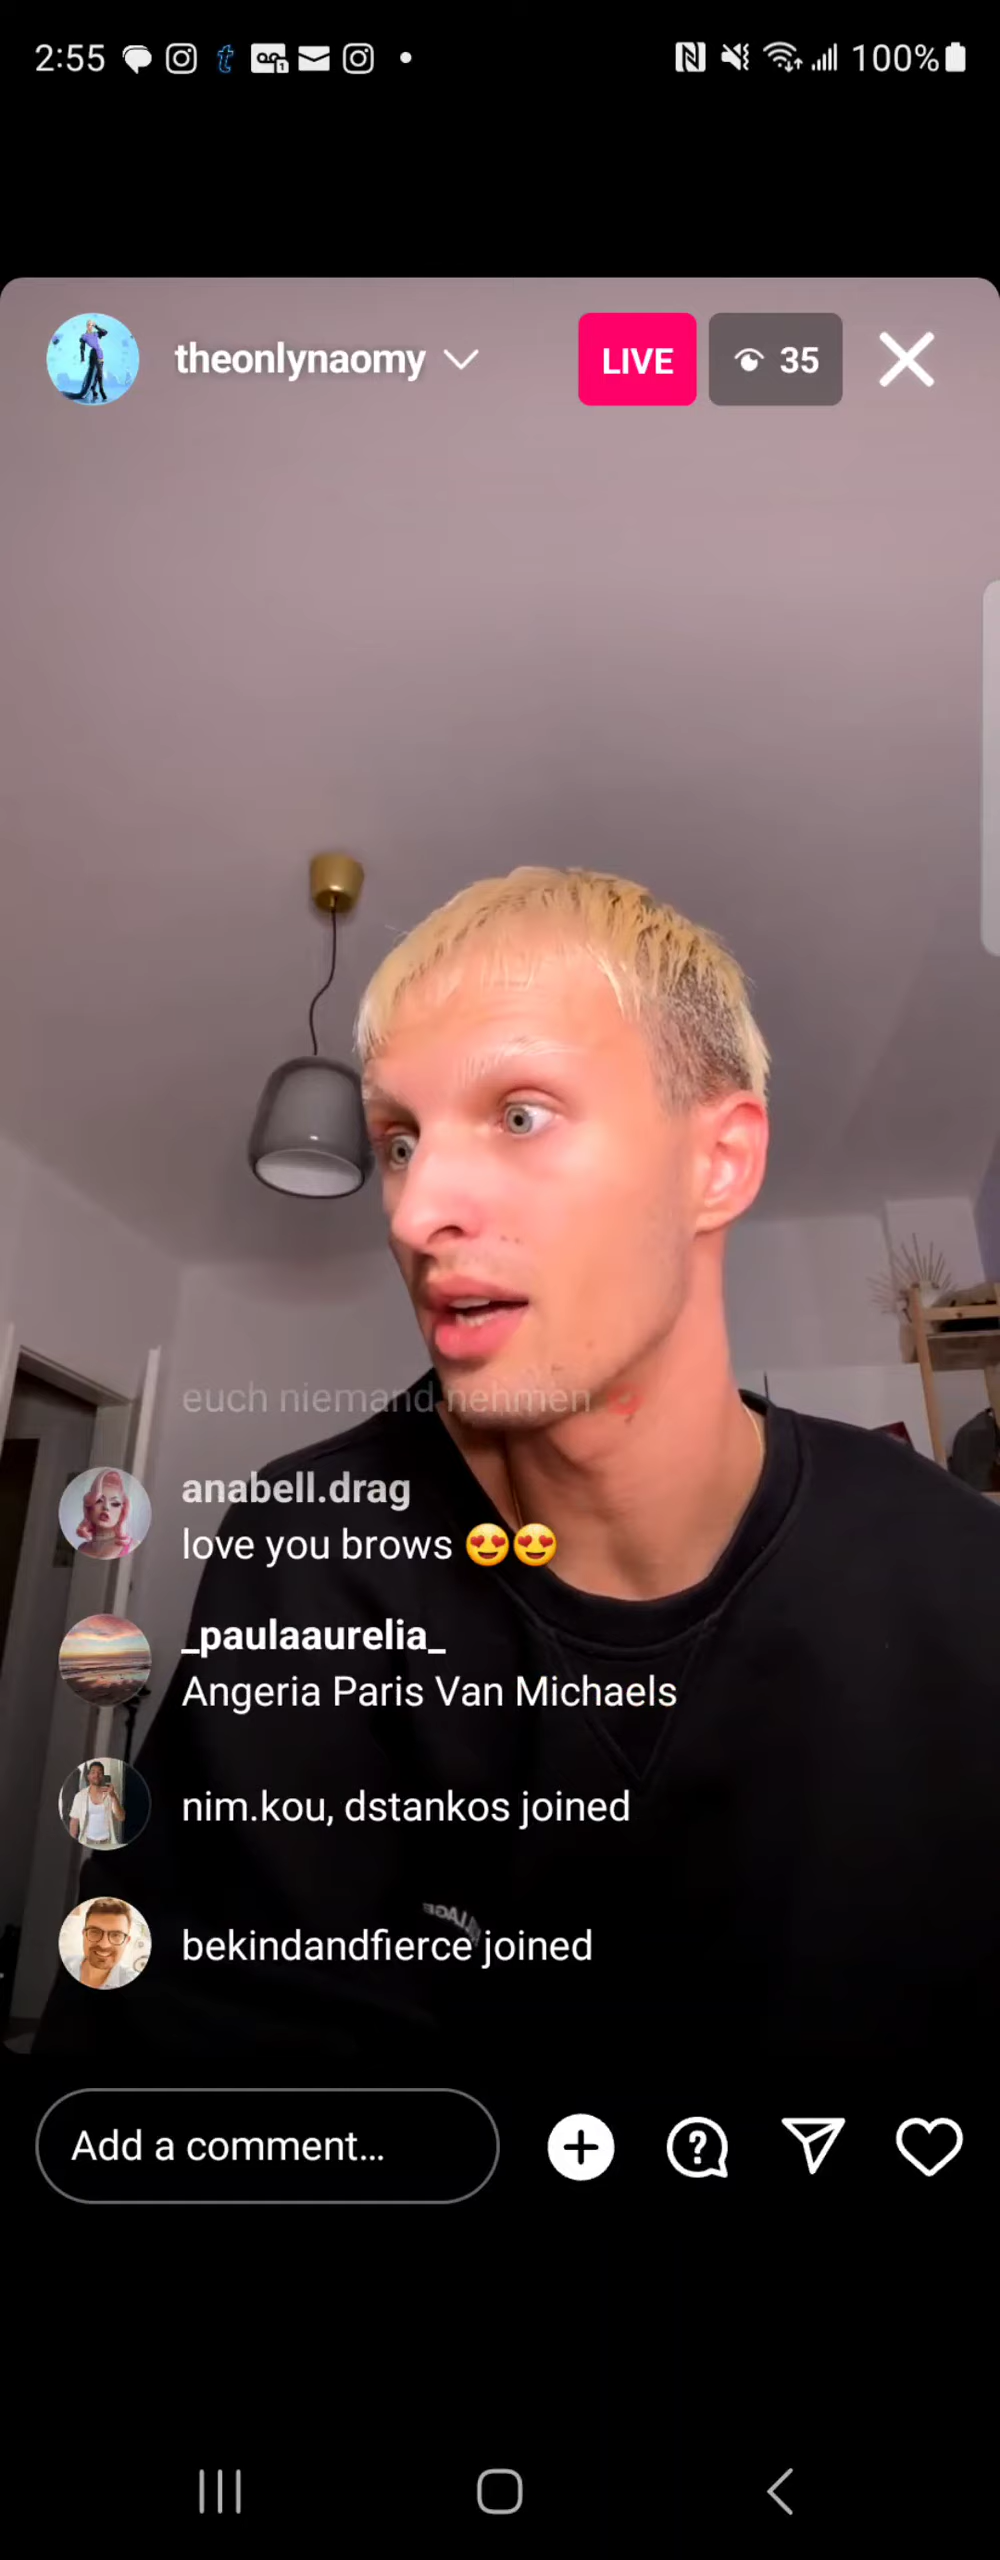 2:55
100%
theonlynaomy
LIVE
35
euch niemand nehmen
anabell.drag
love you brows 😍😍
_paulaaurelia_
Angeria Paris Van Michaels
nim.kou, dstankos joined
bekindandfierce joined
Add a comment...